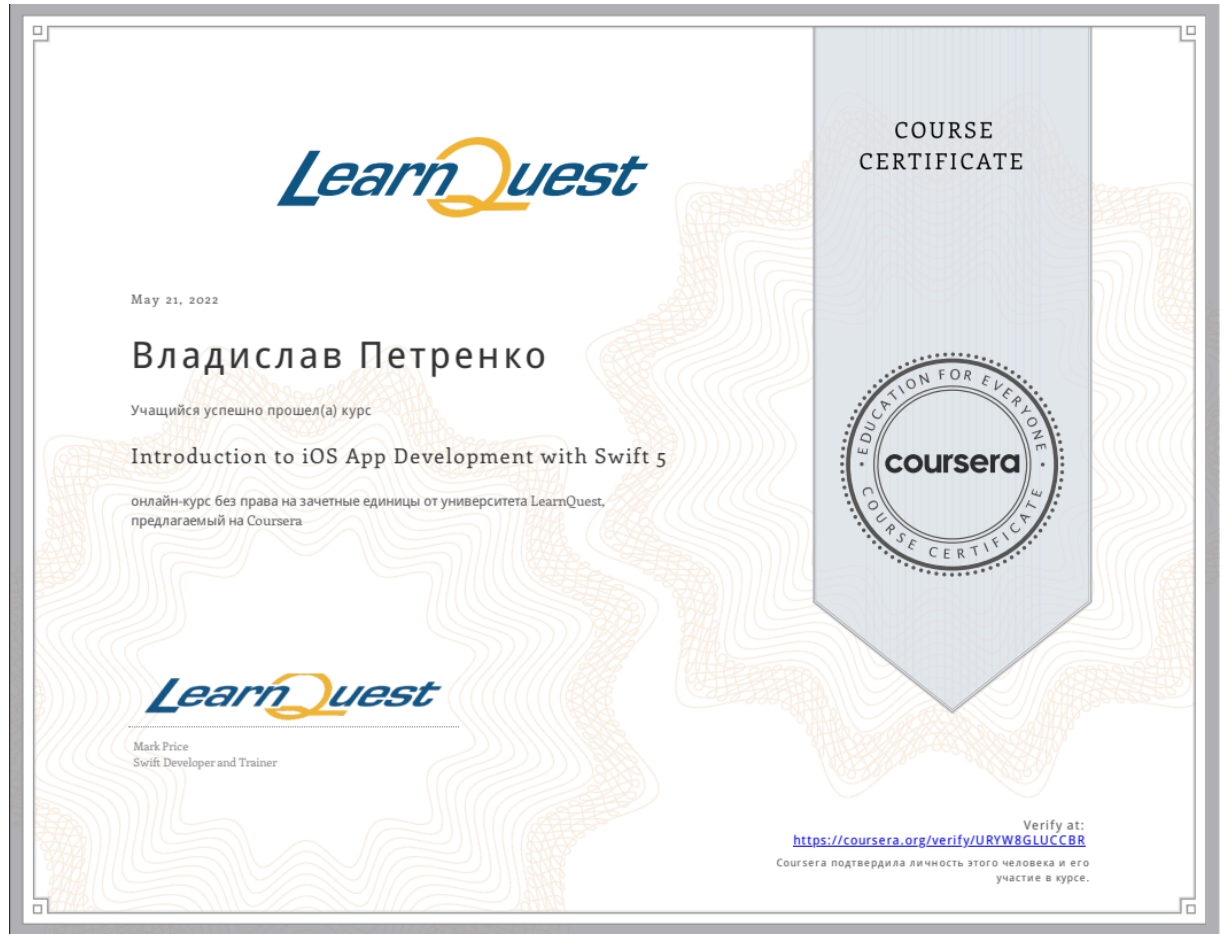 LearnQuest
COURSE
CERTIFICATE
May 21, 2022
Владислав Петренко
Учащийся успешно прошел(а) курс
Introduction to iOS App Development with Swift 5
онлайн-курс без права на зачетные единицы от университета LearnQuest,
предлагаемый на Coursera
EDUCATION FOR EVERYONE
coursera
COURSE CERTIFICATE
LearnQuest
Mark Price
Swift Developer and Trainer
Verify at:
https://coursera.org/verify/URYW8GLUCCBR
Coursera подтвердила личность этого человека и его
участие в курсе.